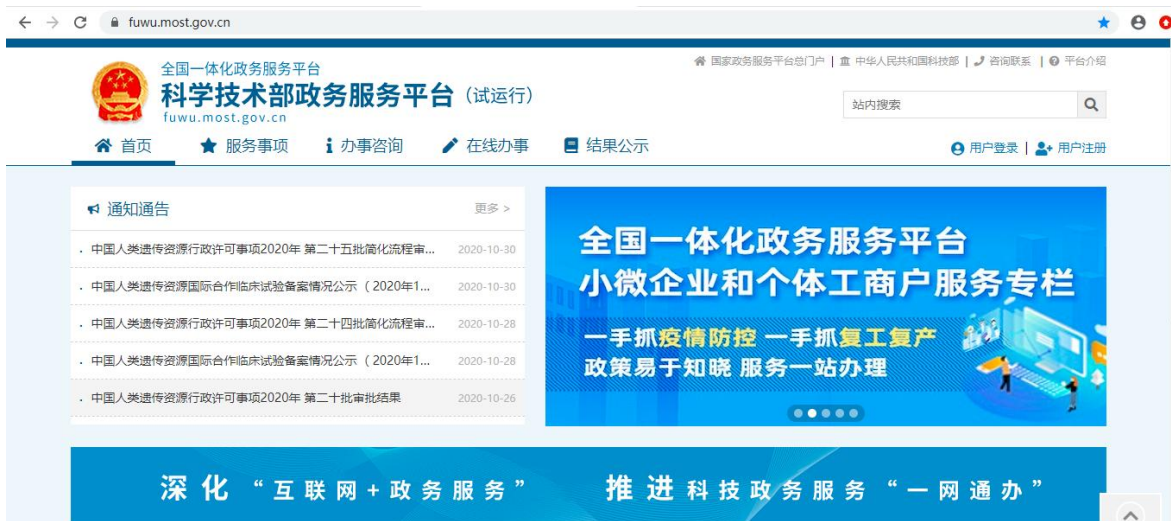 fuwu.most.gov.cn
国家政务服务平台总门户 | 中华人民共和国科技部 | 咨询联系 | 平台介绍
全国一体化政务服务平台
科学技术部政务服务平台（试运行）
fuwu.most.gov.cn
站内搜索
首页 服务事项 办事咨询 在线办事 结果公示
用户登录 | 用户注册
通知通告 更多 >
· 中国人类遗传资源行政许可事项2020年 第二十五批简化流程审... 2020-10-30
· 中国人类遗传资源国际合作临床试验备案情况公示（2020年1... 2020-10-30
· 中国人类遗传资源行政许可事项2020年 第二十四批简化流程审... 2020-10-28
· 中国人类遗传资源国际合作临床试验备案情况公示（2020年1... 2020-10-28
· 中国人类遗传资源行政许可事项2020年 第二十批审批结果 2020-10-26
全国一体化政务服务平台
小微企业和个体工商户服务专栏
一手抓疫情防控 一手抓复工复产
政策易于知晓 服务一站办理
深化“互联网+政务服务” 推进科技政务服务“一网通办”